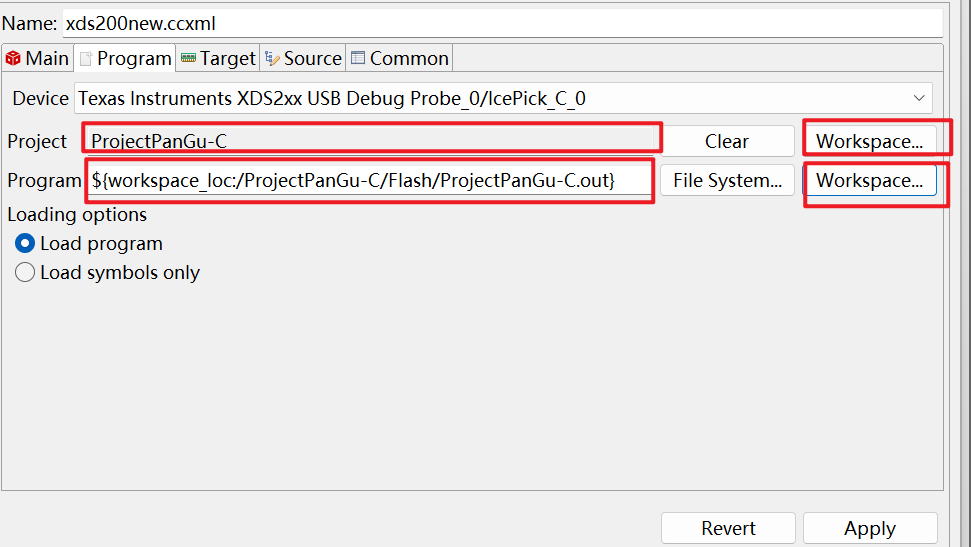 Name: xds200new.ccxml
Main Program Target Source Common
Device Texas Instruments XDS2xx USB Debug Probe_0/IcePick_C_0
Project ProjectPanGu-C Clear Workspace...
Program ${workspace_loc:/ProjectPanGu-C/Flash/ProjectPanGu-C.out} File System... Workspace...
Loading options
Load program
Load symbols only
Revert Apply